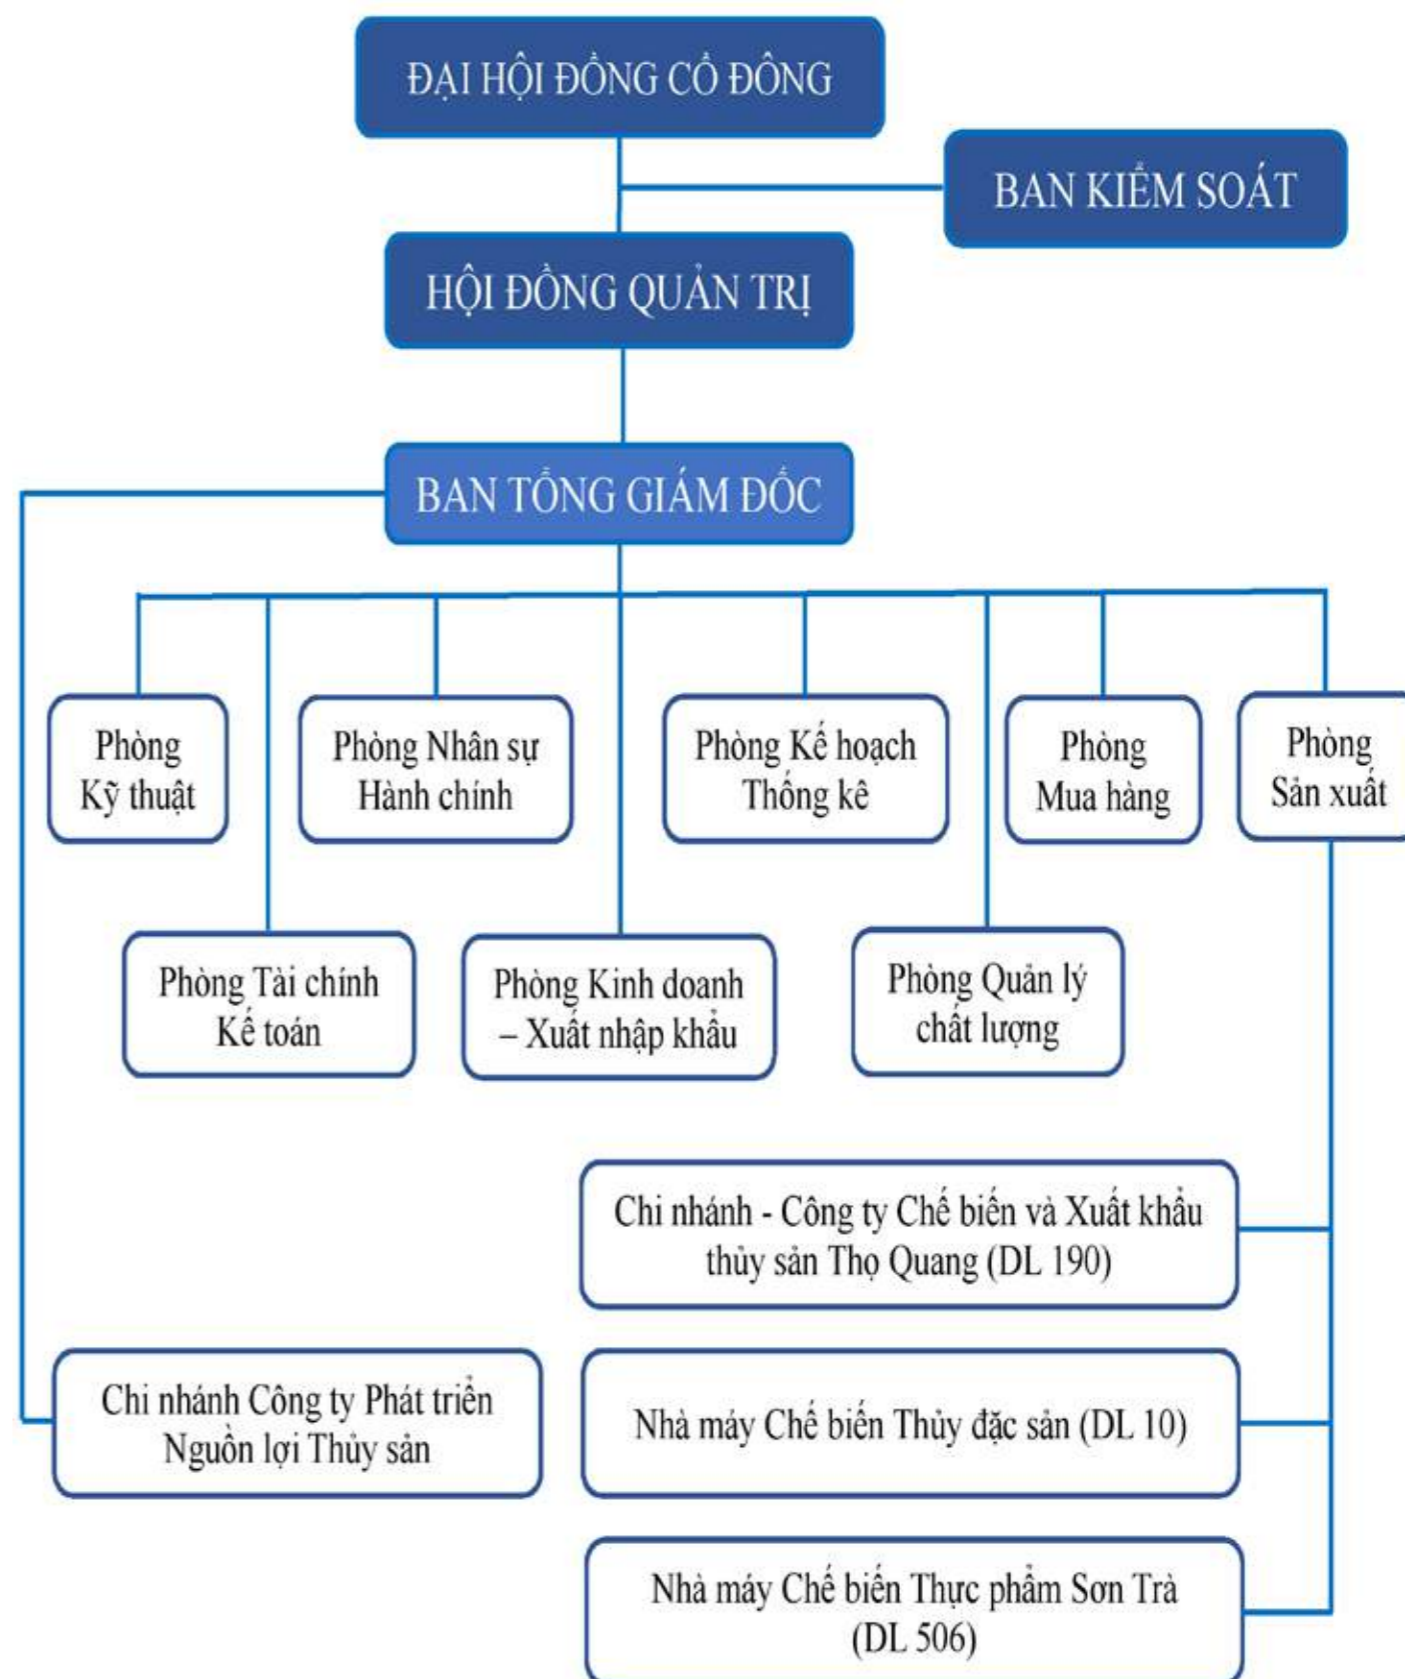 ĐẠI HỘI ĐỒNG CỔ ĐÔNG
BAN KIỂM SOÁT
HỘI ĐỒNG QUẢN TRỊ
BAN TỔNG GIÁM ĐỐC
Phòng
Kỹ thuật
Phòng Nhân sự
Hành chính
Phòng Kế hoạch
Thống kê
Phòng
Mua hàng
Phòng
Sản xuất
Phòng Tài chính
Kế toán
Phòng Kinh doanh
– Xuất nhập khẩu
Phòng Quản lý
chất lượng
Chi nhánh - Công ty Chế biến và Xuất khẩu
thủy sản Thọ Quang (DL 190)
Chi nhánh Công ty Phát triển
Nguồn lợi Thủy sản
Nhà máy Chế biến Thủy đặc sản (DL 10)
Nhà máy Chế biến Thực phẩm Sơn Trà
(DL 506)